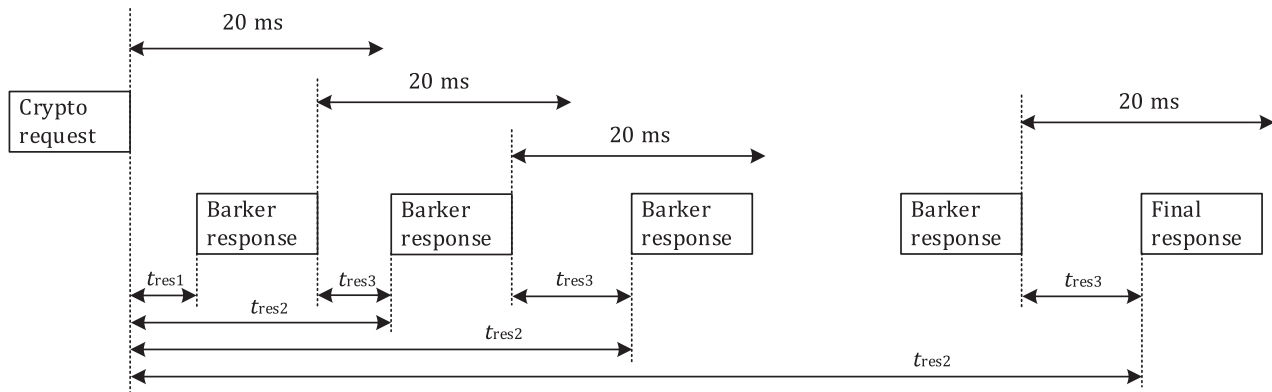 20 ms
20 ms
20 ms
20 ms
Crypto
request
Barker
response
Barker
response
Barker
response
Barker
response
Final
response
tres1
tres3
tres3
tres3
tres2
tres2
tres2